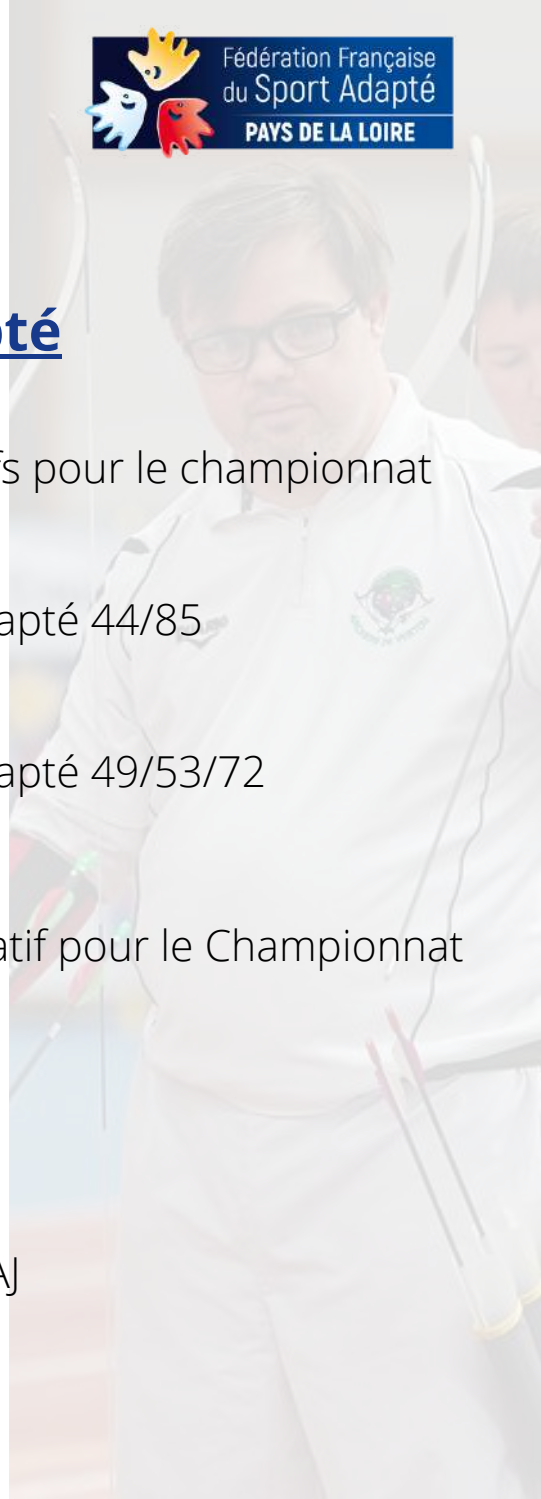 Fédération Française
du Sport Adapté
PAYS DE LA LOIRE
pté
fs pour le championnat
apté 44/85
apté 49/53/72
atif pour le Championnat
AJ